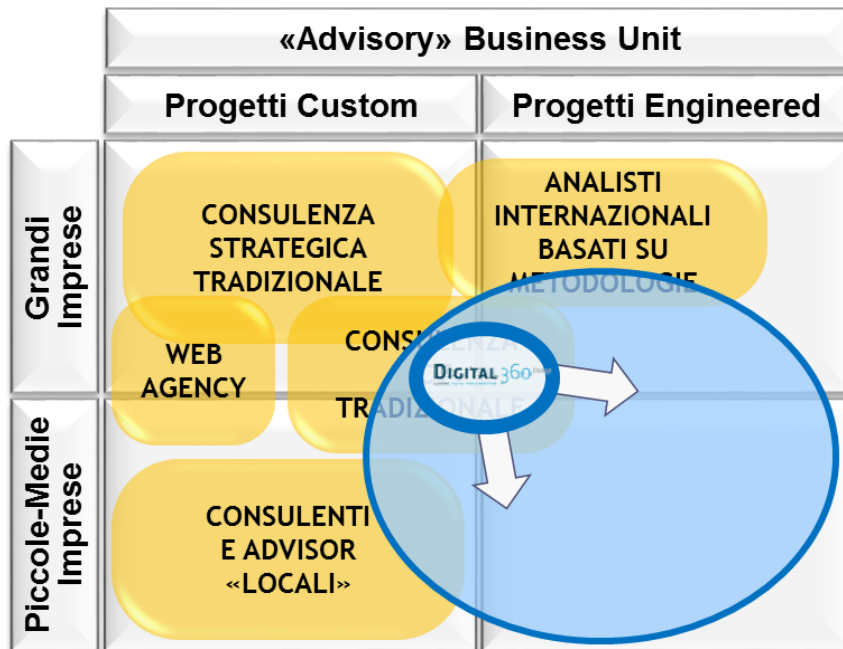 «Advisory» Business Unit
Progetti Custom
Progetti Engineered
Grandi
Imprese
Piccole-Medie
Imprese
CONSULENZA
STRATEGICA
TRADIZIONALE
ANALISTI
INTERNAZIONALI
BASATI SU
METODOLOGIE
WEB
AGENCY
CONSULENZA
TRADIZIONALE
DIGITAL360
CONSULENTI
E ADVISOR
«LOCALI»